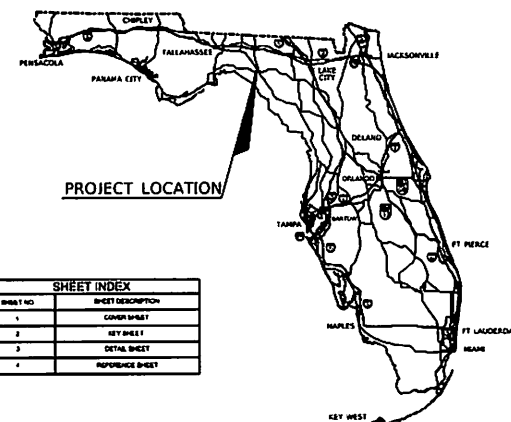 CHIPLEY
PENSACOLA
TALLAHASSEE
PANAMA CITY
LAKE CITY
JACKSONVILLE
DELAND
PROJECT LOCATION
ORLANDO
TAMPA
BARTOW
FT PIERCE
SHEET INDEX
SHEET NO SHEET DESCRIPTION
1 COVER SHEET
2 KEY SHEET
3 DETAIL SHEET
4 REFERENCE SHEET
NAPLES
FT LAUDERDA
MIAMI
KEY WEST